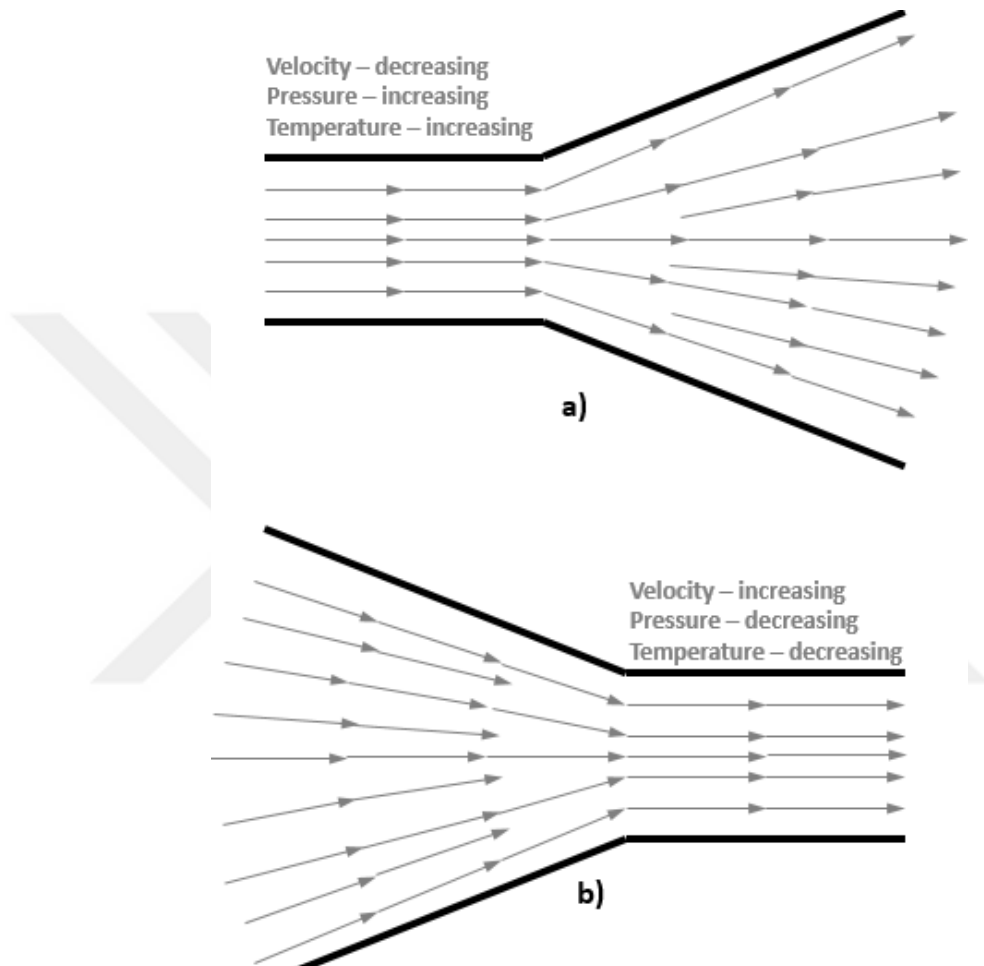 Velocity – decreasing
Pressure – increasing
Temperature – increasing
a)
Velocity – increasing
Pressure – decreasing
Temperature – decreasing
b)